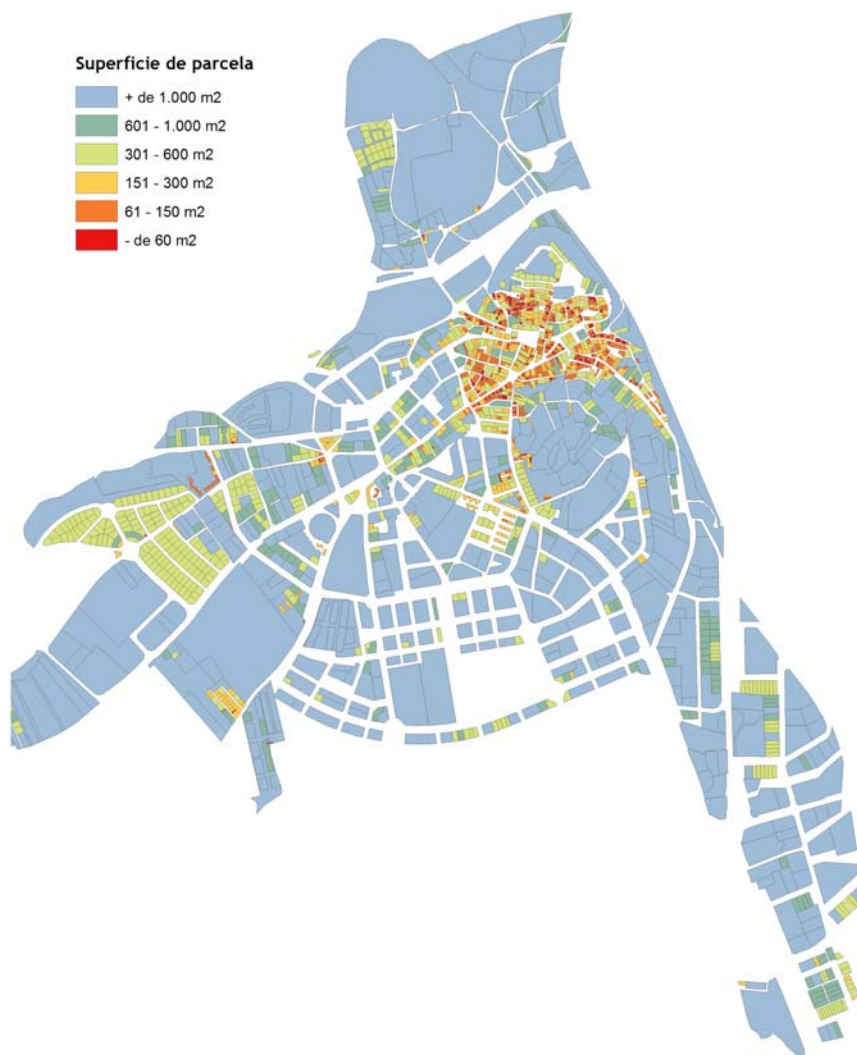 Superficie de parcela
+ de 1.000 m2
601 - 1.000 m2
301 - 600 m2
151 - 300 m2
61 - 150 m2
- de 60 m2